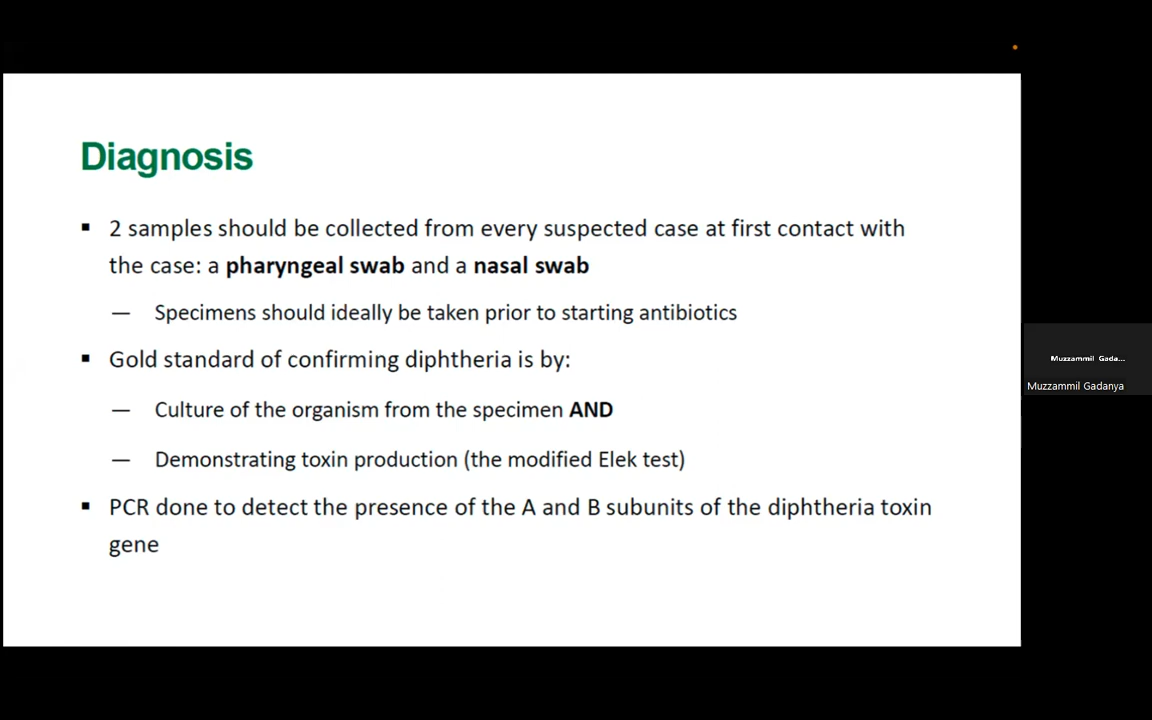 Diagnosis
▪ 2 samples should be collected from every suspected case at first contact with
the case: a pharyngeal swab and a nasal swab
— Specimens should ideally be taken prior to starting antibiotics
▪ Gold standard of confirming diphtheria is by:
— Culture of the organism from the specimen AND
— Demonstrating toxin production (the modified Elek test)
▪ PCR done to detect the presence of the A and B subunits of the diphtheria toxin
gene
Muzzammil Gada...
Muzzammil Gadanya